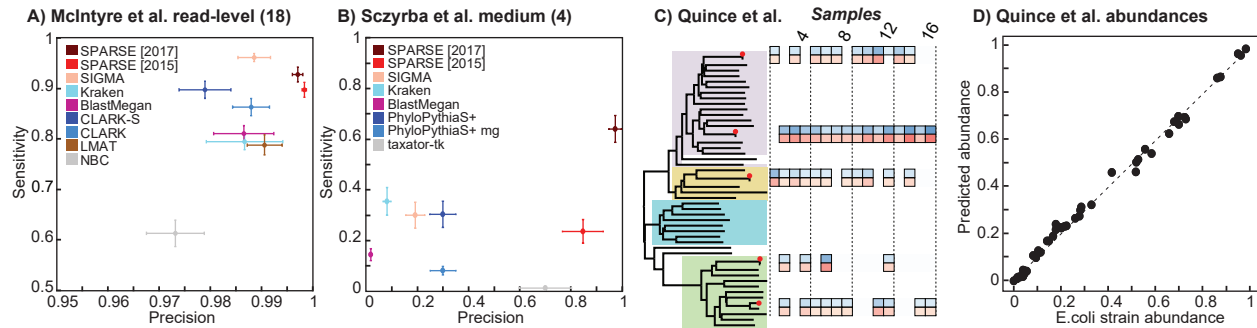 A) McIntyre et al. read-level (18)
1
0.9
0.8
0.7
0.6
0.5
Sensitivity
SPARSE [2017]
SPARSE [2015]
SIGMA
Kraken
BlastMegan
CLARK-S
CLARK
LMAT
NBC
0.95 0.96 0.97 0.98 0.99 1
Precision
B) Sczyrba et al. medium (4)
1
0.8
0.6
0.4
0.2
0
Sensitivity
SPARSE [2017]
SPARSE [2015]
SIGMA
Kraken
BlastMegan
PhyloPythiaS+
PhyloPythiaS+ mg
taxator-tk
0 0.2 0.4 0.6 0.8 1
Precision
C) Quince et al.
Samples
4 8 12 16
D) Quince et al. abundances
1
0.8
0.6
0.4
0.2
0
Predicted abundance
0 0.2 0.4 0.6 0.8 1
E.coli strain abundance